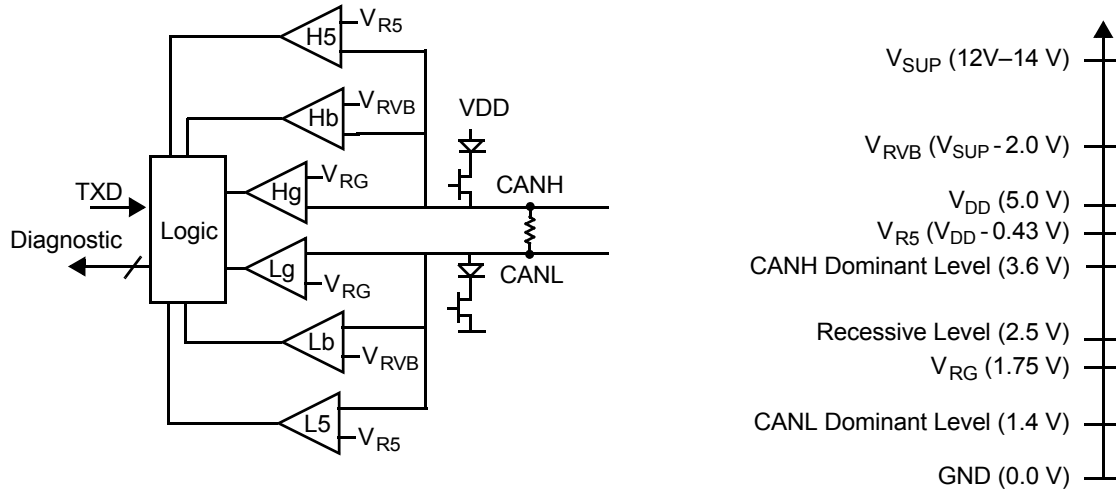 H5
V_R5
Hb
V_RVB
VDD
Hg
V_RG
CANH
TXD
Logic
Diagnostic
Lg
V_RG
CANL
Lb
V_RVB
L5
V_R5
V_SUP (12V–14 V)
V_RVB (V_SUP - 2.0 V)
V_DD (5.0 V)
V_R5 (V_DD - 0.43 V)
CANH Dominant Level (3.6 V)
Recessive Level (2.5 V)
V_RG (1.75 V)
CANL Dominant Level (1.4 V)
GND (0.0 V)